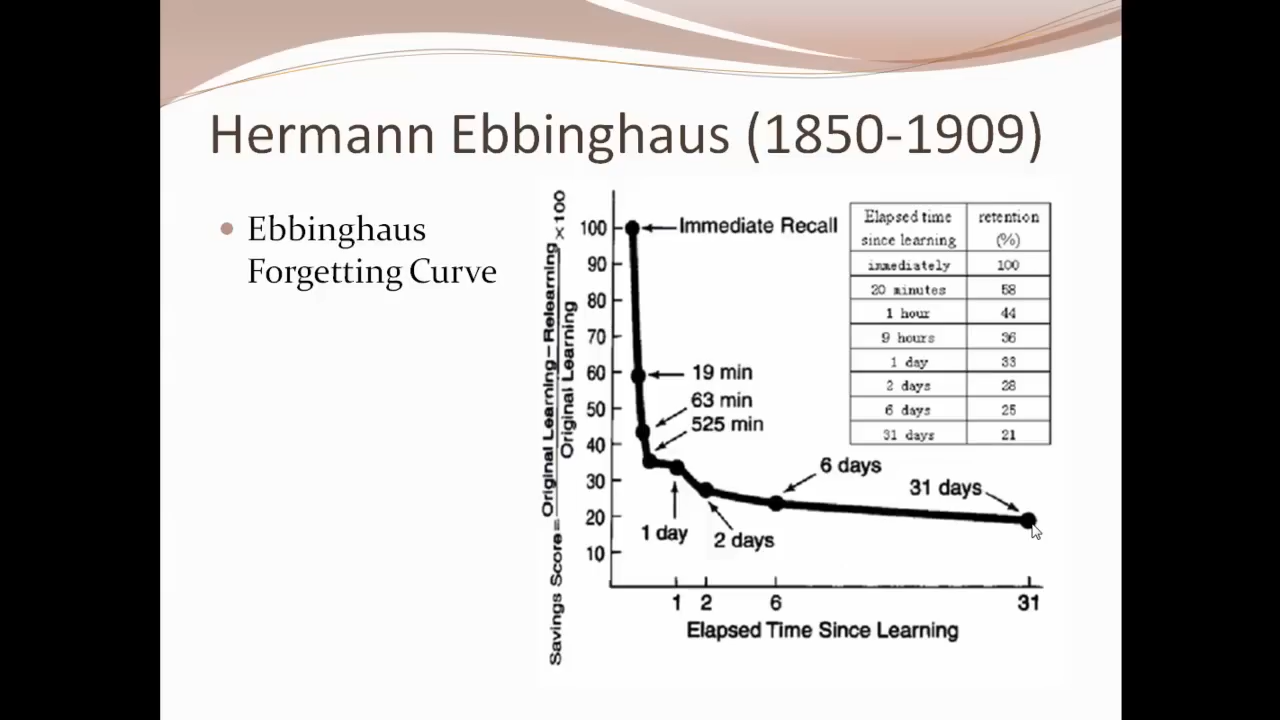 Hermann Ebbinghaus (1850-1909)
Ebbinghaus
Forgetting Curve
Savings Score= Original Learning–Relearning ×100
Original Learning
100
90
80
70
60
50
40
30
20
10
Immediate Recall
19 min
63 min
525 min
1 day
2 days
6 days
31 days
1 2 6 31
Elapsed Time Since Learning
Elapsed time retention
since learning (%)
immediately 100
20 minutes 58
1 hour 44
9 hours 36
1 day 33
2 days 28
6 days 25
31 days 21